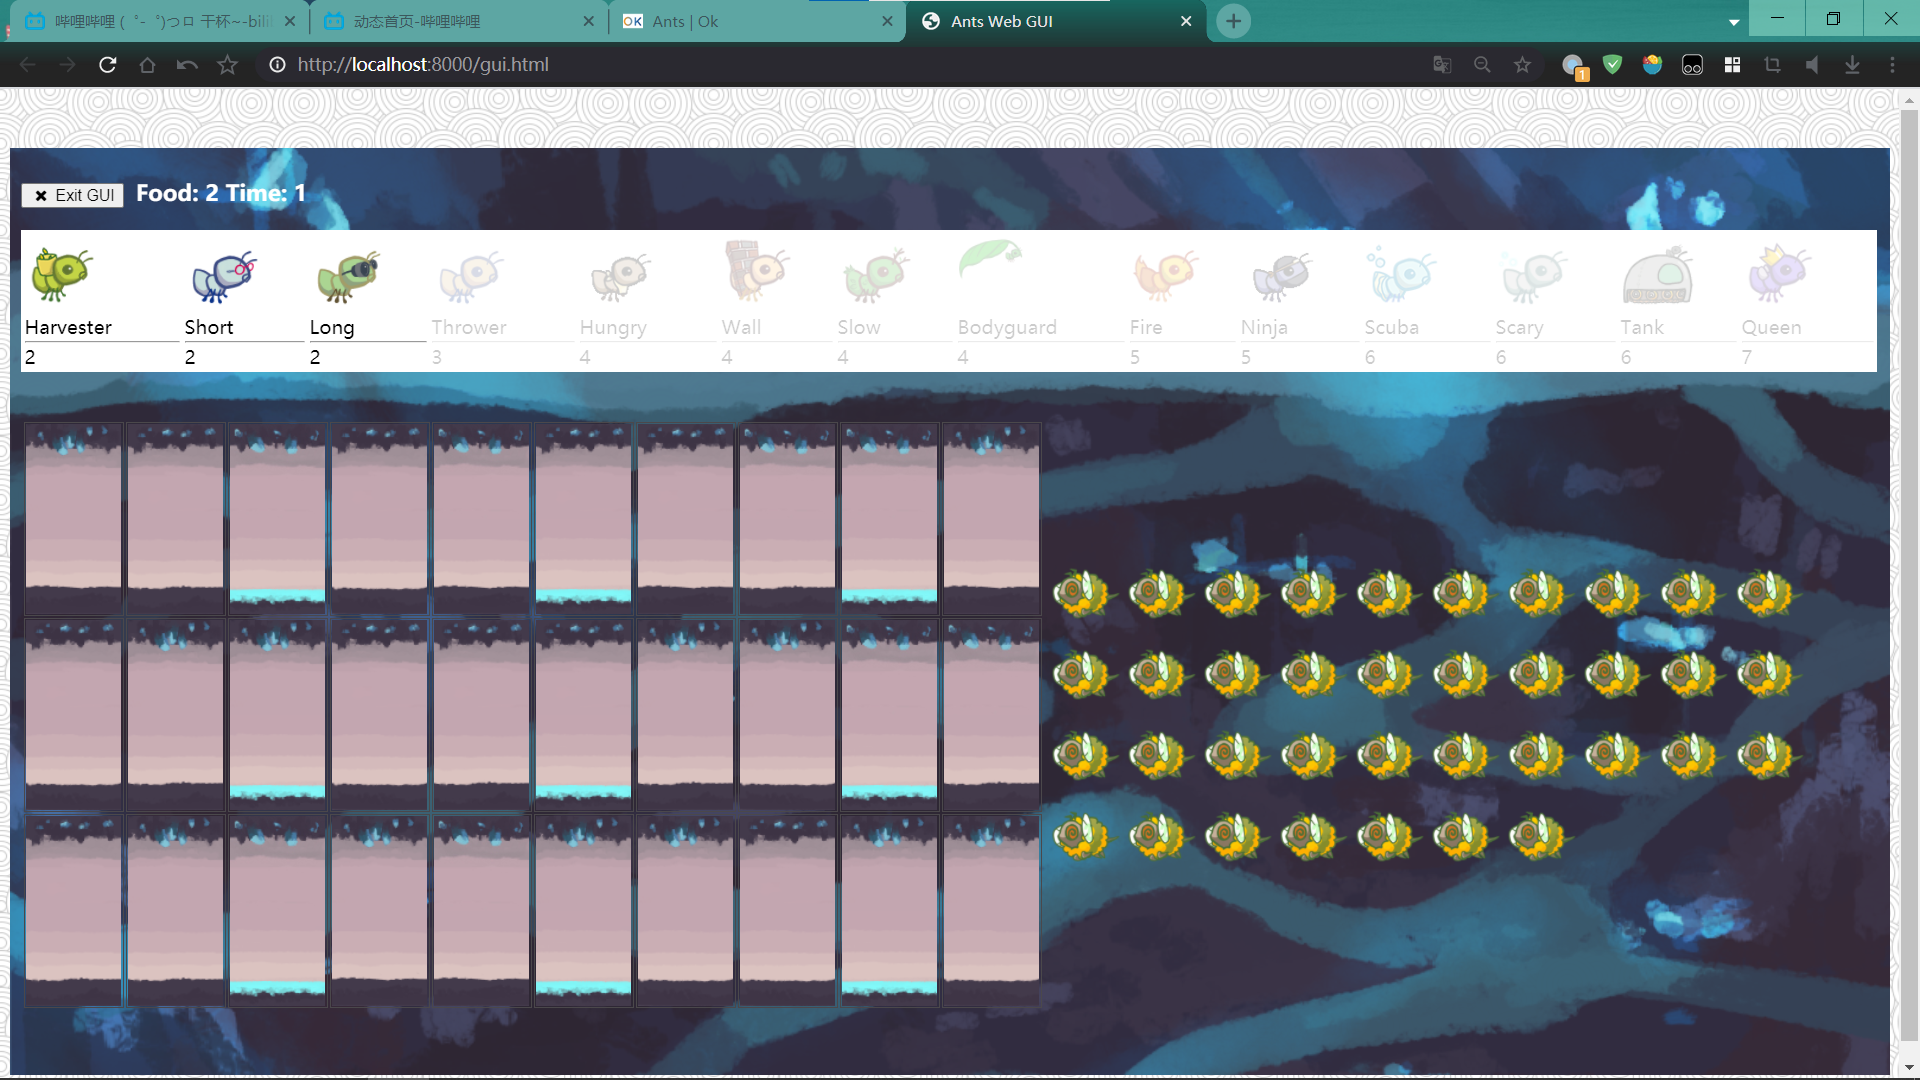 哔哩哔哩 (゜-゜)つロ 干杯~-bili
动态首页-哔哩哔哩
OK Ants | Ok
Ants Web GUI
http://localhost:8000/gui.html
1
✖ Exit GUI Food: 2 Time: 1
Harvester Short Long Thrower Hungry Wall Slow Bodyguard Fire Ninja Scuba Scary Tank Queen
2 2 2 3 4 4 4 4 5 5 6 6 6 7